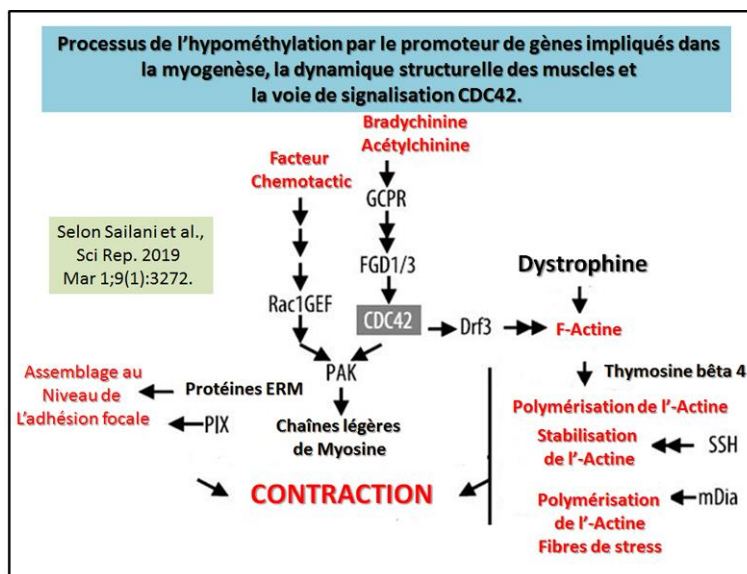 Processus de l'hypométhylation par le promoteur de gènes impliqués dans
la myogenèse, la dynamique structurelle des muscles et
la voie de signalisation CDC42.
Bradychinine
Acétylchinine
Facteur
Chemotactic
GCPR
Selon Sailani et al.,
Sci Rep. 2019
Mar 1;9(1):3272.
FGD1/3
Dystrophine
Rac1GEF
CDC42
Drf3
F-Actine
PAK
Assemblage au
Niveau de
L'adhésion focale
Protéines ERM
PIX
Chaînes légères
de Myosine
Thymosine bêta 4
Polymérisation de l'-Actine
Stabilisation
de l'-Actine
SSH
CONTRACTION
Polymérisation
de l'-Actine
Fibres de stress
mDia